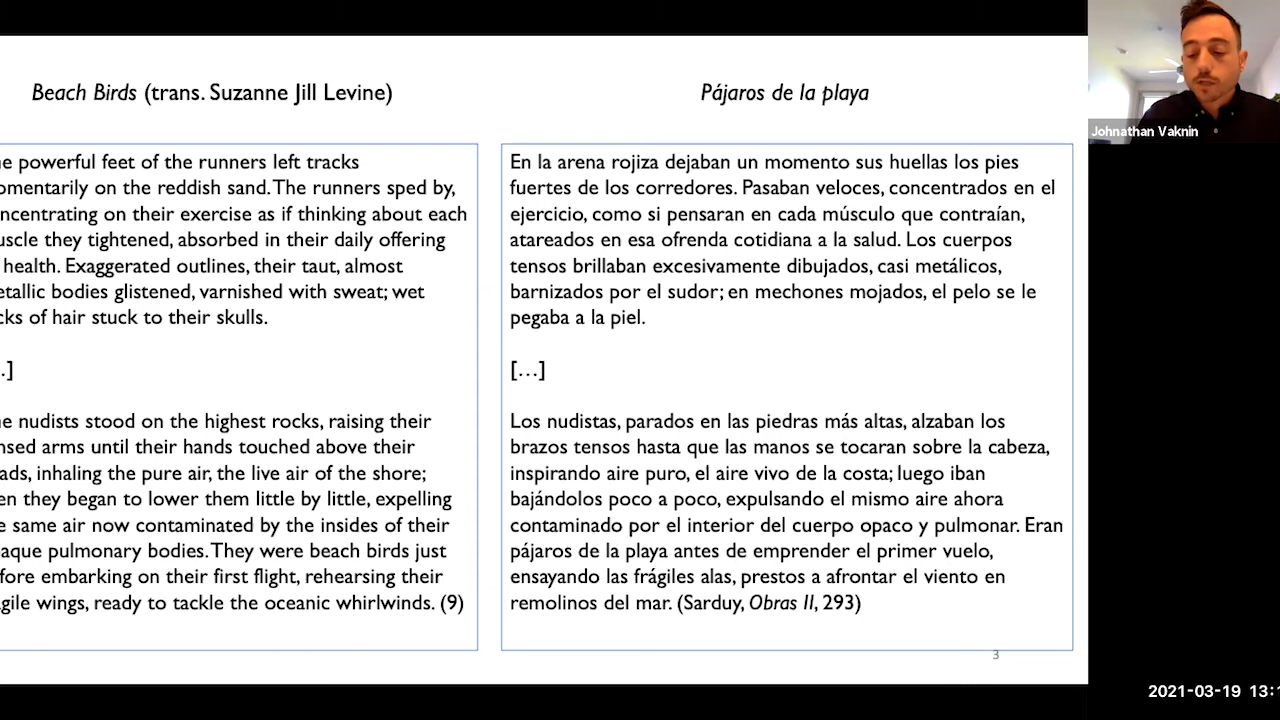 Beach Birds (trans. Suzanne Jill Levine)
e powerful feet of the runners left tracks
omentarily on the reddish sand. The runners sped by,
ncentrating on their exercise as if thinking about each
uscle they tightened, absorbed in their daily offering
health. Exaggerated outlines, their taut, almost
etallic bodies glistened, varnished with sweat; wet
cks of hair stuck to their skulls.
.]
e nudists stood on the highest rocks, raising their
nsed arms until their hands touched above their
ads, inhaling the pure air, the live air of the shore;
en they began to lower them little by little, expelling
e same air now contaminated by the insides of their
aque pulmonary bodies. They were beach birds just
fore embarking on their first flight, rehearsing their
gile wings, ready to tackle the oceanic whirlwinds. (9)
Pájaros de la playa
En la arena rojiza dejaban un momento sus huellas los pies
fuertes de los corredores. Pasaban veloces, concentrados en el
ejercicio, como si pensaran en cada músculo que contraían,
atareados en esa ofrenda cotidiana a la salud. Los cuerpos
tensos brillaban excesivamente dibujados, casi metálicos,
barnizados por el sudor; en mechones mojados, el pelo se le
pegaba a la piel.
[…]
Los nudistas, parados en las piedras más altas, alzaban los
brazos tensos hasta que las manos se tocaran sobre la cabeza,
inspirando aire puro, el aire vivo de la costa; luego iban
bajándolos poco a poco, expulsando el mismo aire ahora
contaminado por el interior del cuerpo opaco y pulmonar. Eran
pájaros de la playa antes de emprender el primer vuelo,
ensayando las frágiles alas, prestos a afrontar el viento en
remolinos del mar. (Sarduy, Obras II, 293)
3
Johnathan Vaknin
2021-03-19 13:1